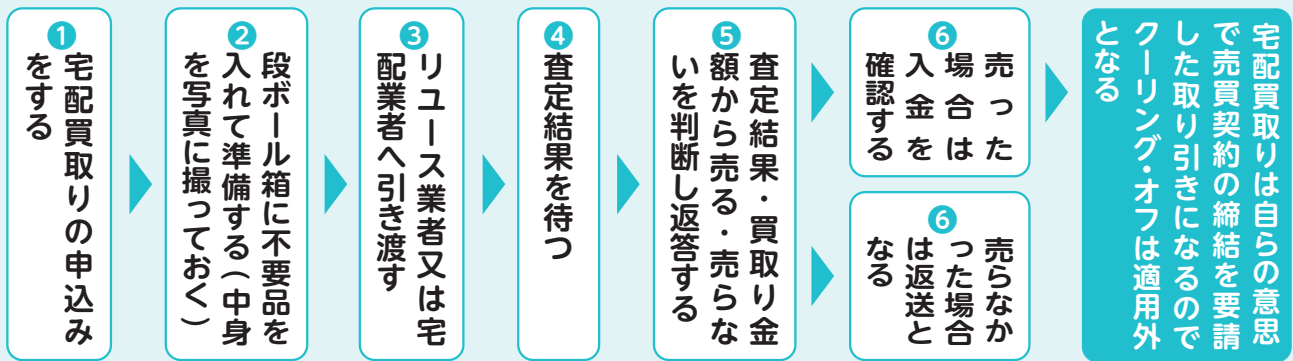 ❶
宅配買取りの申込み
をする
❷
段ボール箱に不要品を
入れて準備する（中身
を写真に撮っておく）
❸
リユース業者又は宅
配業者へ引き渡す
❹
査定結果を待つ
❺
査定結果・買取り金
額から売る・売らな
いを判断し返答する
❻
売った
場合は
入金を
確認する
❻
売らなか
った場合
は返送と
なる
宅配買取りは自らの意思
で売買契約の締結を要請
した取り引きになるので
クーリング・オフは適用外
となる